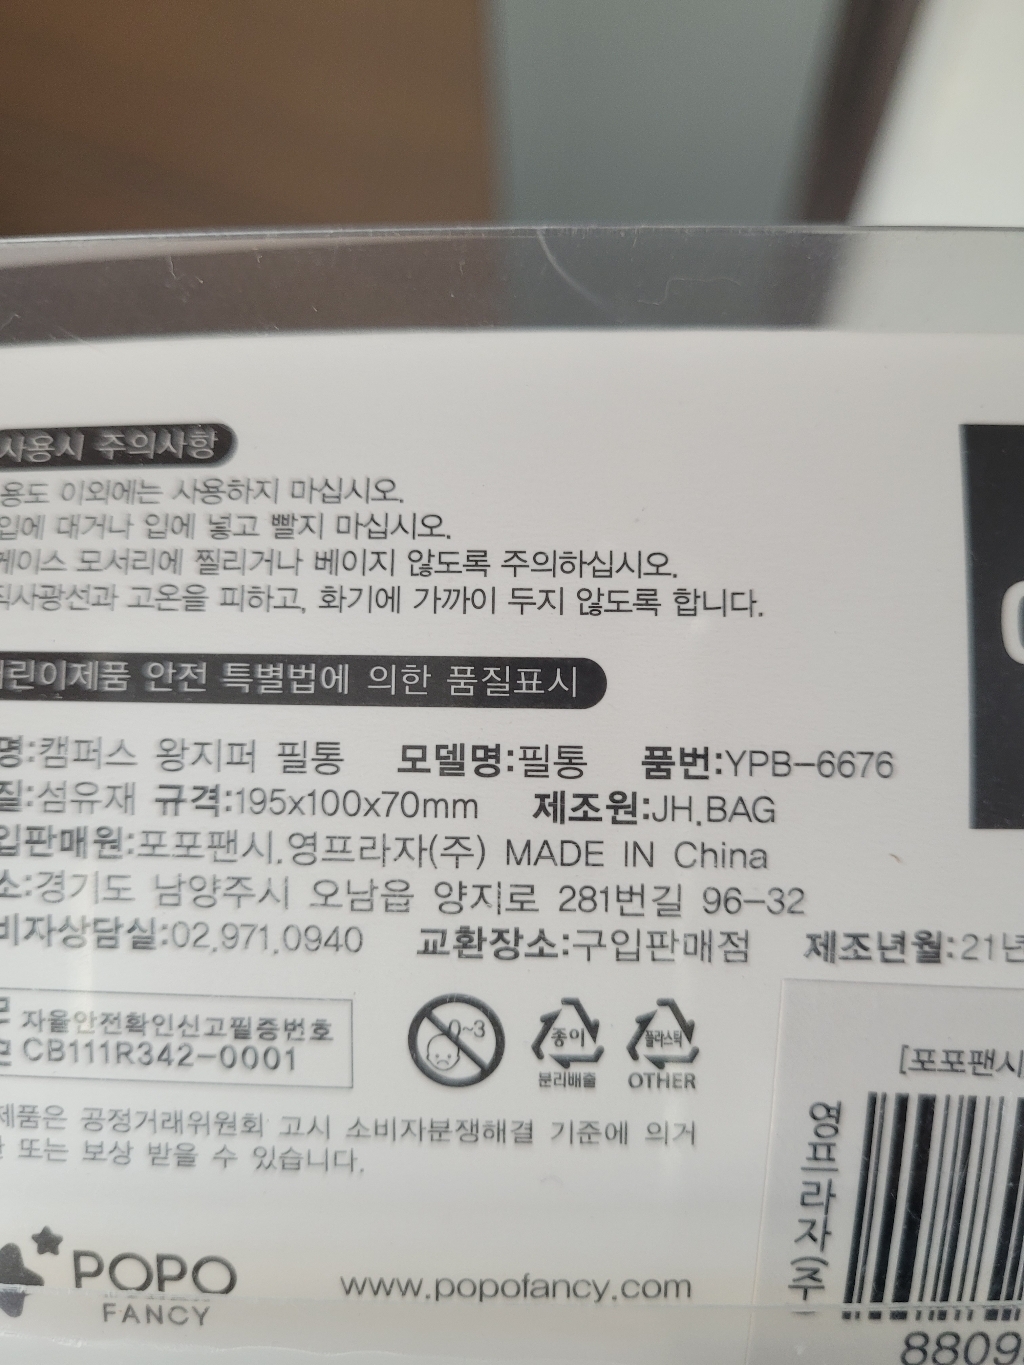 사용시 주의사항
용도 이외에는 사용하지 마십시오.
입에 대거나 입에 넣고 빨지 마십시오.
케이스 모서리에 찔리거나 베이지 않도록 주의하십시오.
직사광선과 고온을 피하고, 화기에 가까이 두지 않도록 합니다.
어린이제품 안전 특별법에 의한 품질표시
명:캠퍼스 왕지퍼 필통 모델명:필통 품번:YPB-6676
질:섬유재 규격:195x100x70mm 제조원:JH.BAG
입판매원:포포팬시.영프라자(주) MADE IN China
소:경기도 남양주시 오남읍 양지로 281번길 96-32
비자상담실:02.971.0940 교환장소:구입판매점 제조년월:21년
자율안전확인신고필증번호
CB111R342-0001
0~3
종이
분리배출
플라스틱
OTHER
제품은 공정거래위원회 고시 소비자분쟁해결 기준에 의거
또는 보상 받을 수 있습니다.
[포포팬시
영프라자(주)
POPO
FANCY
www.popofancy.com
8809